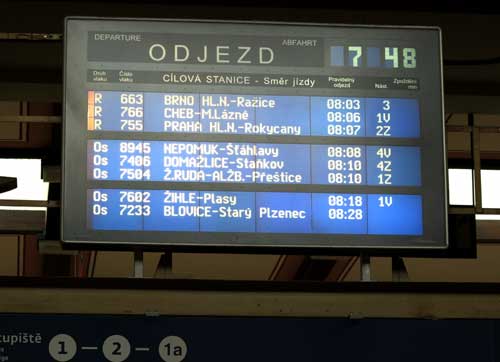 DEPARTURE ABFAHRT
ODJEZD 7 48
Druh vlaku Číslo vlaku CÍLOVÁ STANICE - Směr jízdy Pravidelný odjezd Nást. Zpoždění min
R 663 BRNO HL.N.-Ražice 08:03 3
R 766 CHEB-M.Lázně 08:06 1V
R 755 PRAHA HL.N-Rokycany 08:07 2Z
Os 8945 NEPOMUK-Šťáhlavy 08:08 4V
Os 7406 DOMAŽLICE-Staňkov 08:10 4Z
Os 7504 Ž.RUDA-ALŽB.-Přeštice 08:10 1Z
Os 7602 ŽIHLE-Plasy 08:18 1V
Os 7233 BLOVICE-Starý Plzenec 08:28
1 - 2 - 1a